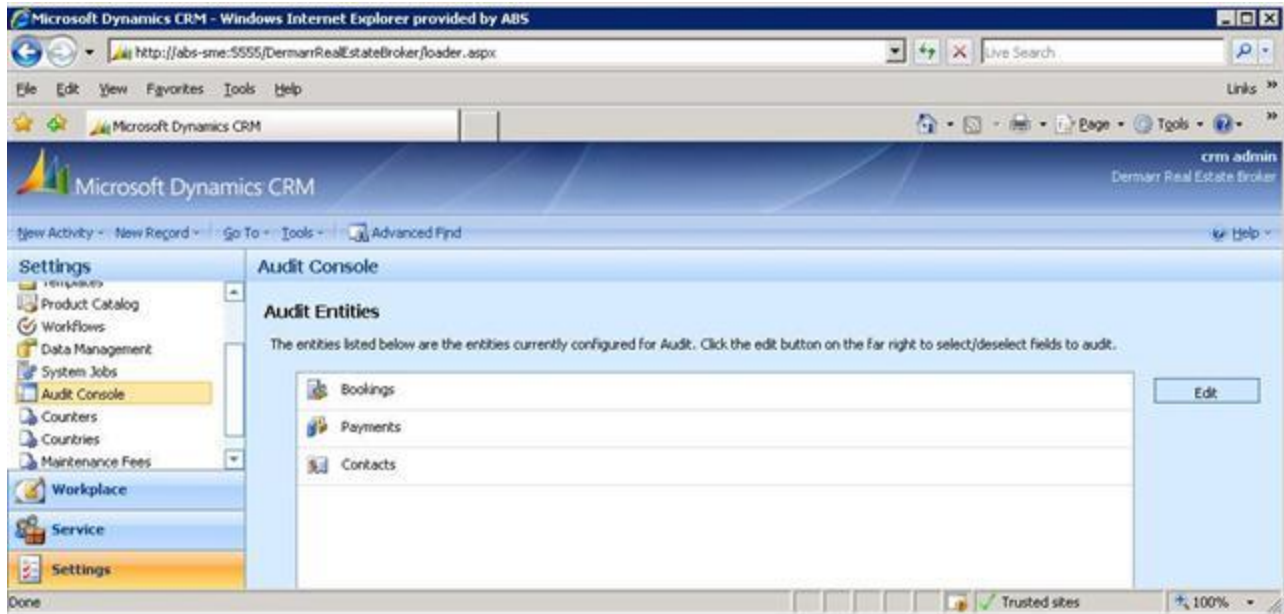 Microsoft Dynamics CRM - Windows Internet Explorer provided by ABS
http://abs-sme:5555/DermarrRealEstateBroker/loader.aspx
Live Search
File Edit View Favorites Tools Help
Links »
Microsoft Dynamics CRM
Page Tools »
crm admin
Microsoft Dynamics CRM
Dermarr Real Estate Broker
New Activity New Record Go To Tools Advanced Find
Help
Settings
Audit Console
Templates
Product Catalog
Workflows
Data Management
System Jobs
Audit Console
Counters
Countries
Maintenance Fees
Audit Entities
The entities listed below are the entities currently configured for Audit. Click the edit button on the far right to select/deselect fields to audit.
Bookings
Payments
Contacts
Edit
Workplace
Service
Settings
Done
Trusted sites
100%